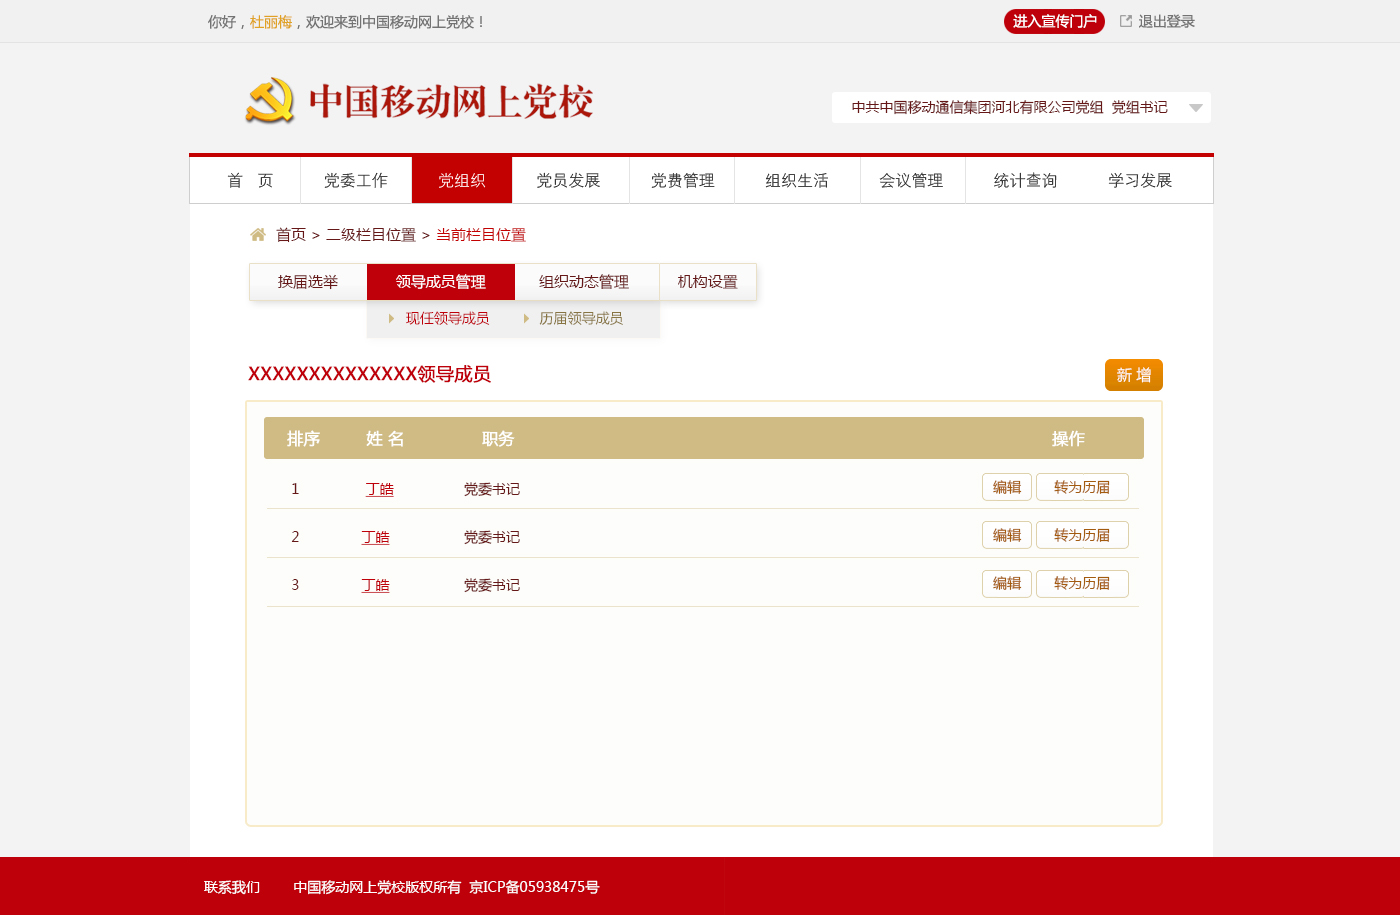 你好，杜丽梅，欢迎来到中国移动网上党校！ 进入宣传门户 退出登录
中国移动网上党校
中共中国移动通信集团河北有限公司党组 党组书记
首 页 党委工作 党组织 党员发展 党费管理 组织生活 会议管理 统计查询 学习发展
首页 > 二级栏目位置 > 当前栏目位置
换届选举 领导成员管理 组织动态管理 机构设置
现任领导成员 历届领导成员
XXXXXXXXXXXXXX领导成员 新 增
排序 姓 名 职务 操作
1 丁皓 党委书记 编辑 转为历届
2 丁皓 党委书记 编辑 转为历届
3 丁皓 党委书记 编辑 转为历届
联系我们 中国移动网上党校版权所有 京ICP备05938475号